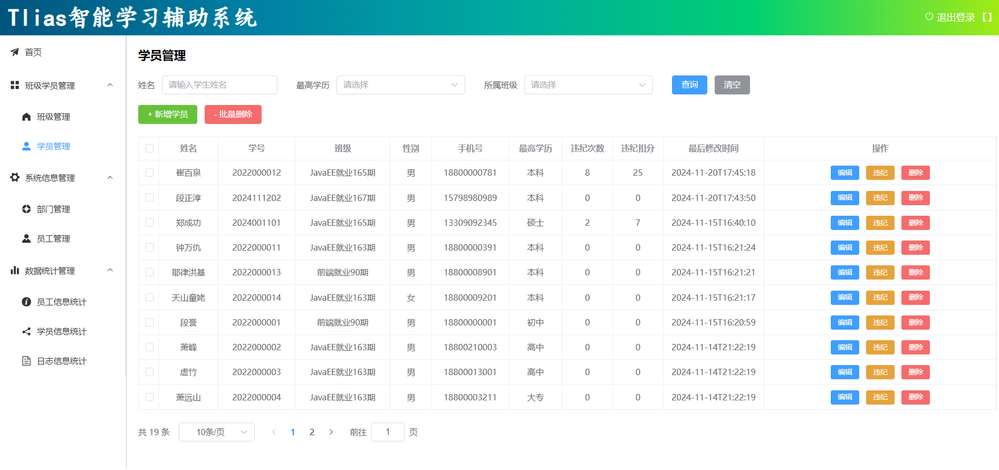 Tlias智能学习辅助系统
退出登录 【】
首页
班级学员管理
班级管理
学员管理
系统信息管理
部门管理
员工管理
数据统计管理
员工信息统计
学员信息统计
日志信息统计
学员管理
姓名 请输入学生姓名 最高学历 请选择 所属班级 请选择 查询 清空
+ 新增学员 - 批量删除
姓名 学号 班级 性别 手机号 最高学历 违纪次数 违纪扣分 最后修改时间 操作
崔百泉 2022000012 JavaEE就业165期 男 18800000781 本科 8 25 2024-11-20T17:45:18 编辑 违纪 删除
段正淳 2024111202 JavaEE就业167期 男 15798980989 本科 0 0 2024-11-20T17:43:50 编辑 违纪 删除
郑成功 2024001101 JavaEE就业165期 男 13309092345 硕士 2 7 2024-11-15T16:40:10 编辑 违纪 删除
钟万仇 2022000011 JavaEE就业163期 男 18800000391 本科 0 0 2024-11-15T16:21:24 编辑 违纪 删除
耶律洪基 2022000013 前端就业90期 男 18800008901 本科 0 0 2024-11-15T16:21:21 编辑 违纪 删除
天山童姥 2022000014 JavaEE就业163期 女 18800009201 本科 0 0 2024-11-15T16:21:17 编辑 违纪 删除
段誉 2022000001 前端就业90期 男 18800000001 初中 0 0 2024-11-15T16:20:59 编辑 违纪 删除
萧峰 2022000002 JavaEE就业163期 男 18800210003 高中 0 0 2024-11-14T21:22:19 编辑 违纪 删除
虚竹 2022000003 JavaEE就业163期 男 18800013001 高中 0 0 2024-11-14T21:22:19 编辑 违纪 删除
萧远山 2022000004 JavaEE就业163期 男 18800003211 大专 0 0 2024-11-14T21:22:19 编辑 违纪 删除
共 19 条 10条/页 1 2 前往 1 页